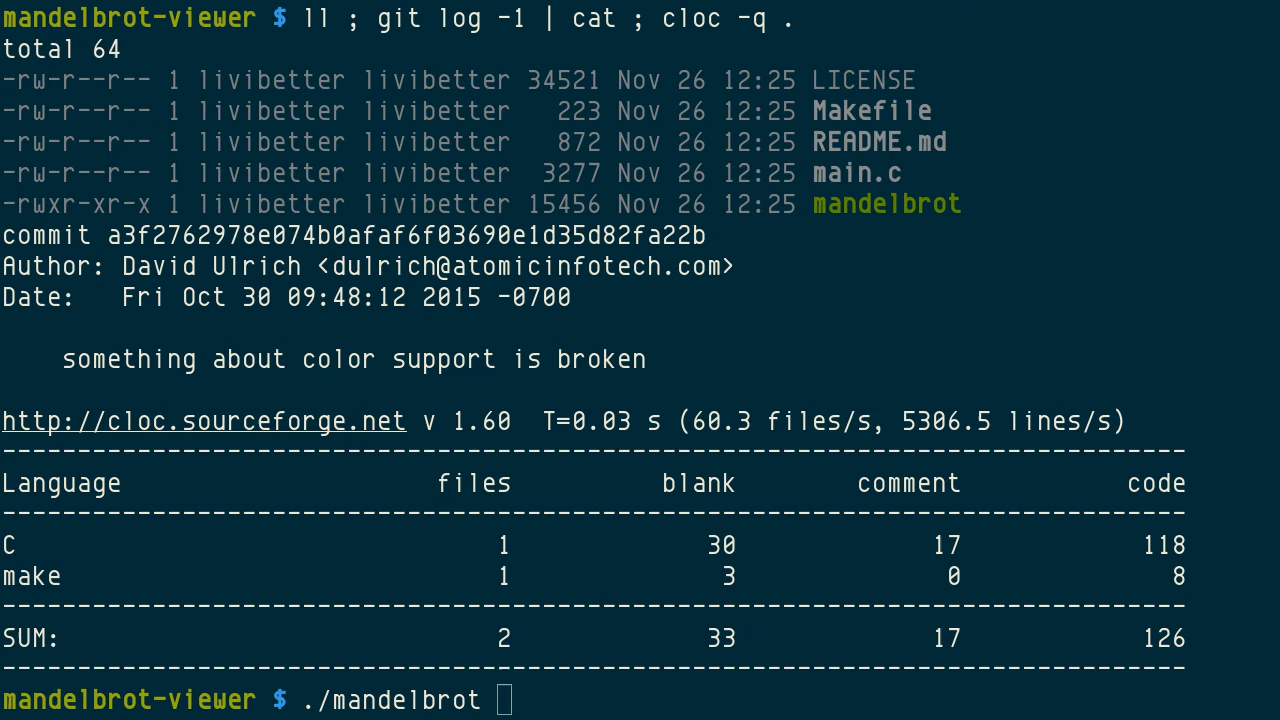 mandelbrot-viewer $ ll ; git log -1 | cat ; cloc -q .
total 64
-rw-r--r-- 1 livibetter livibetter 34521 Nov 26 12:25 LICENSE
-rw-r--r-- 1 livibetter livibetter   223 Nov 26 12:25 Makefile
-rw-r--r-- 1 livibetter livibetter   872 Nov 26 12:25 README.md
-rw-r--r-- 1 livibetter livibetter  3277 Nov 26 12:25 main.c
-rwxr-xr-x 1 livibetter livibetter 15456 Nov 26 12:25 mandelbrot
commit a3f2762978e074b0afaf6f03690e1d35d82fa22b
Author: David Ulrich <dulrich@atomicinfotech.com>
Date:   Fri Oct 30 09:48:12 2015 -0700
    something about color support is broken
http://cloc.sourceforge.net v 1.60  T=0.03 s (60.3 files/s, 5306.5 lines/s)
-------------------------------------------------------------------------------
Language                     files          blank        comment           code
-------------------------------------------------------------------------------
C                                1             30             17            118
make                             1              3              0              8
-------------------------------------------------------------------------------
SUM:                             2             33             17            126
-------------------------------------------------------------------------------
mandelbrot-viewer $ ./mandelbrot